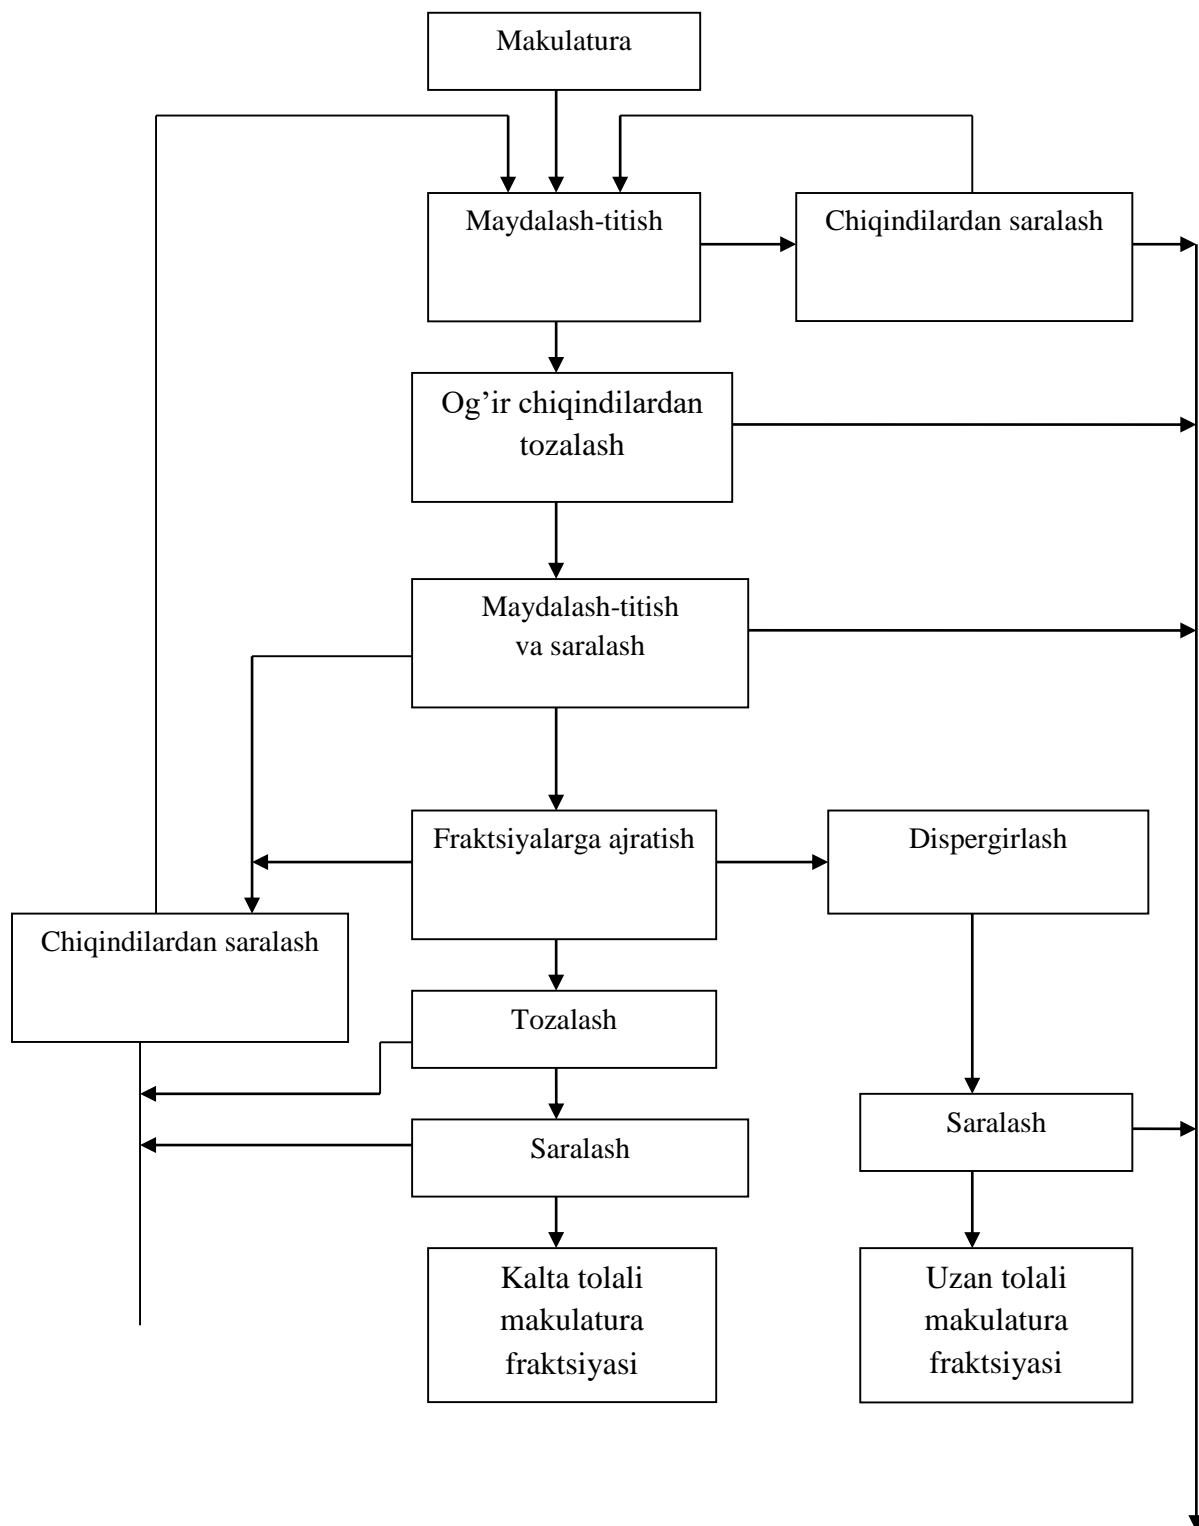 Makulatura
Maydalash-titish
Chiqindilardan saralash
Og’ir chiqindilardan
tozalash
Maydalash-titish
va saralash
Fraktsiyalarga ajratish
Dispergirlash
Chiqindilardan saralash
Tozalash
Saralash
Saralash
Kalta tolali
makulatura
fraktsiyasi
Uzan tolali
makulatura
fraktsiyasi